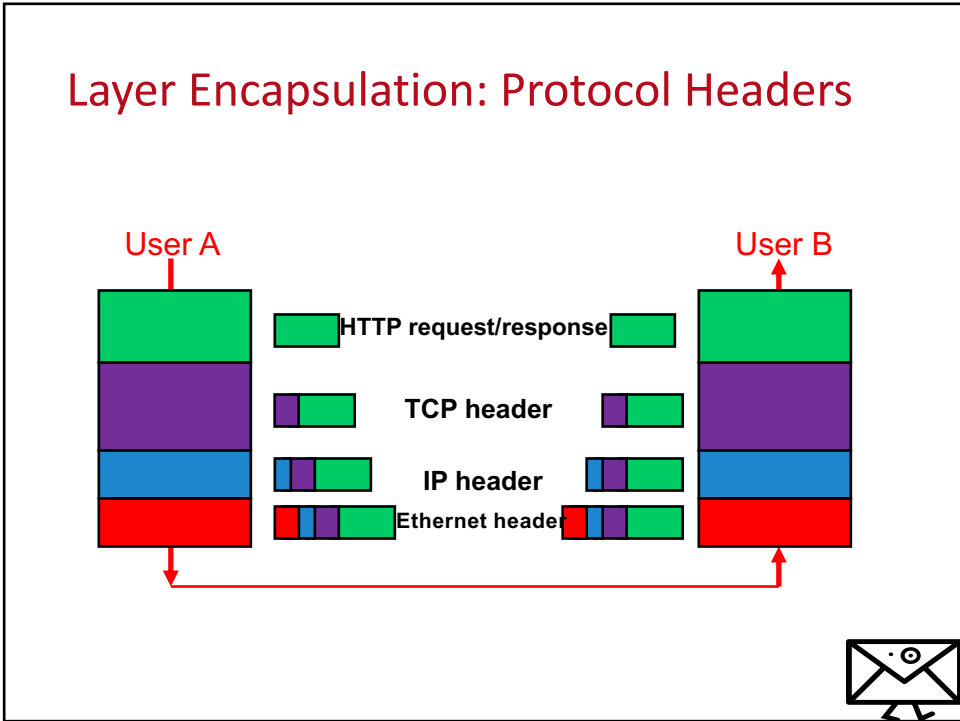 Layer Encapsulation: Protocol Headers
User A
User B
HTTP request/response
TCP header
IP header
Ethernet header